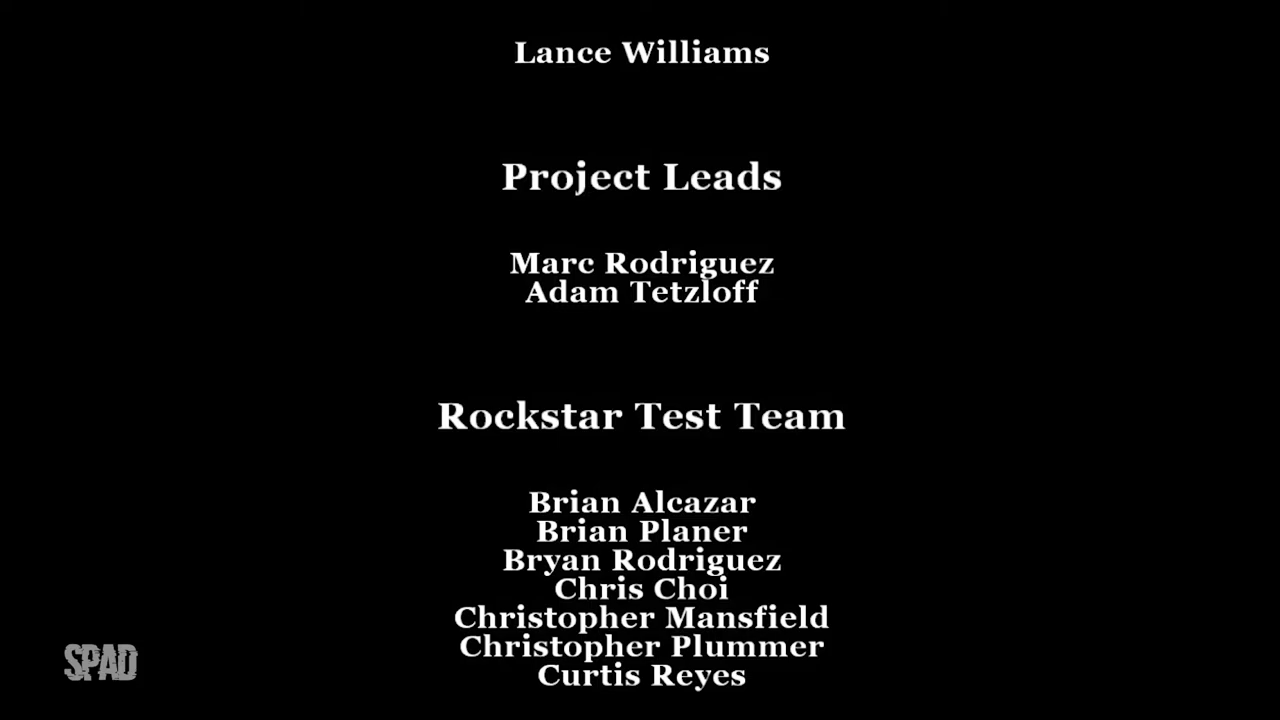 Lance Williams
Project Leads
Marc Rodriguez
Adam Tetzloff
Rockstar Test Team
Brian Alcazar
Brian Planer
Bryan Rodriguez
Chris Choi
Christopher Mansfield
Christopher Plummer
Curtis Reyes
SPAD